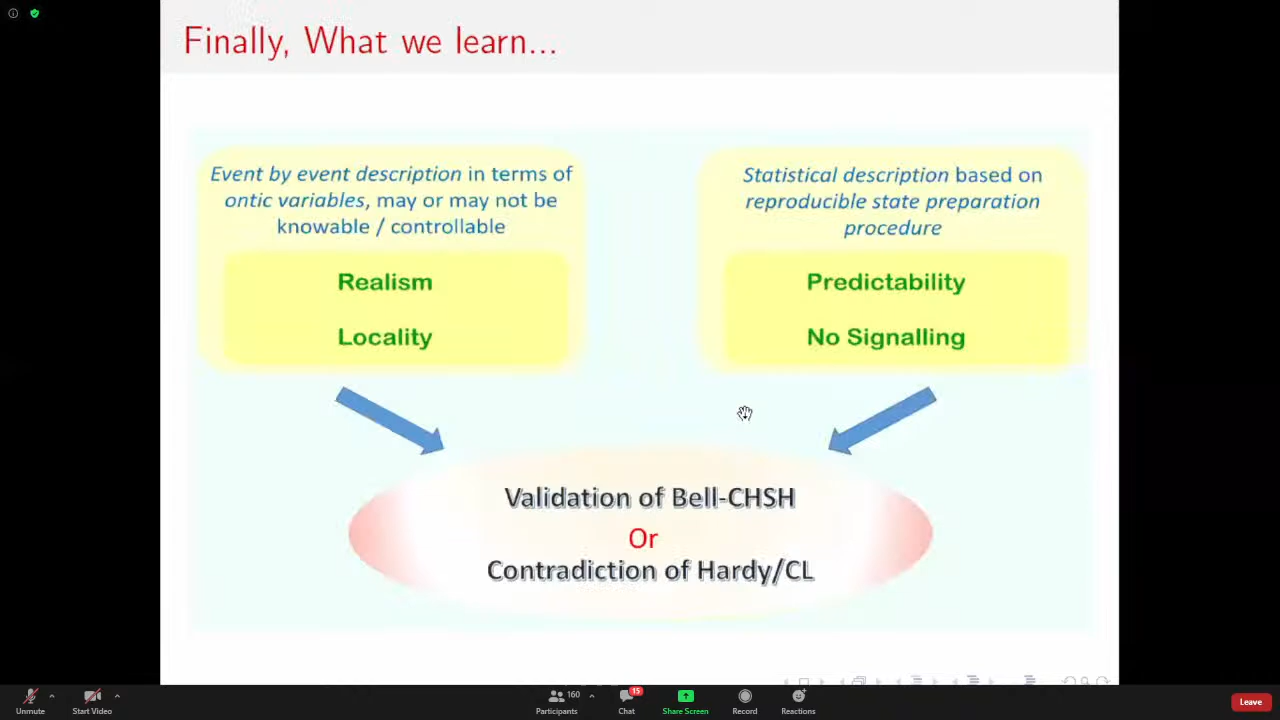 Finally, What we learn...
Event by event description in terms of
ontic variables, may or may not be
knowable / controllable
Realism
Locality
Statistical description based on
reproducible state preparation
procedure
Predictability
No Signalling
Validation of Bell-CHSH
Or
Contradiction of Hardy/CL
Unmute
Start Video
160
Participants
15
Chat
Share Screen
Record
Reactions
Leave